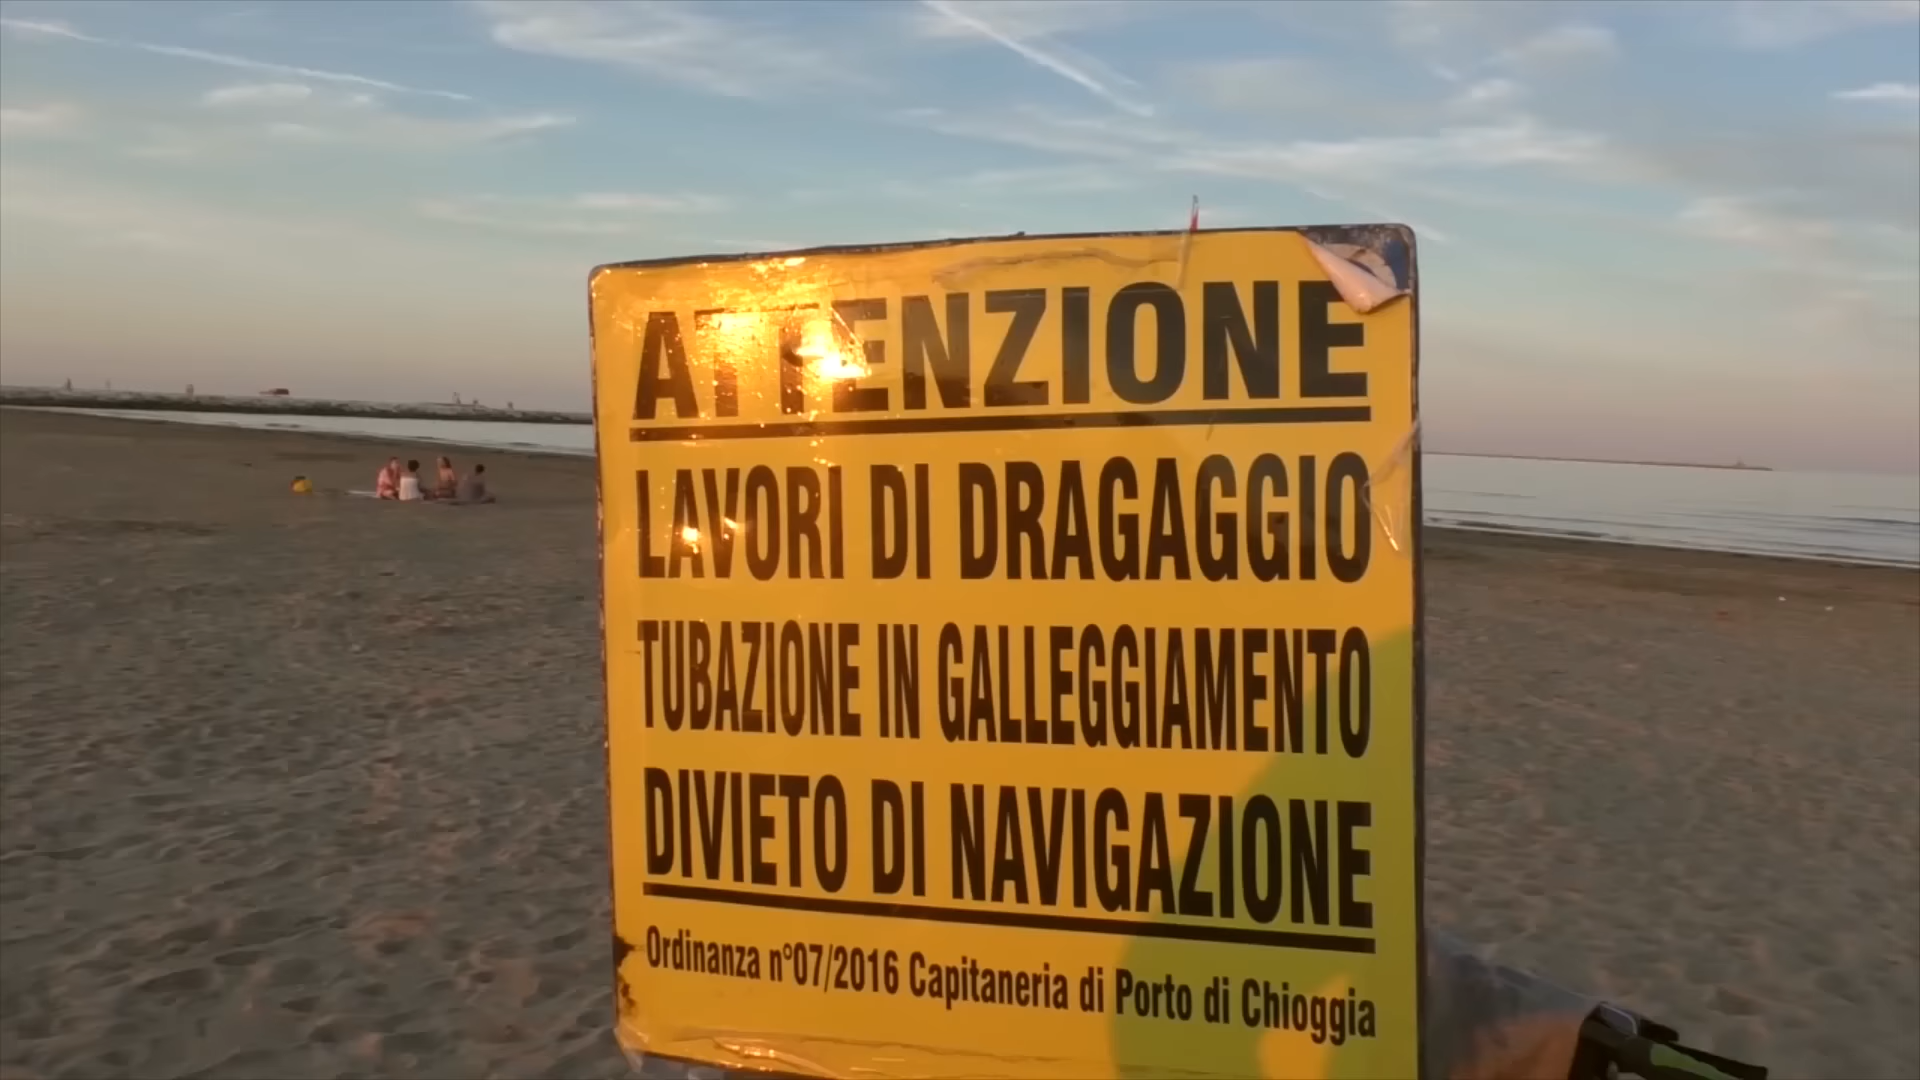 ATTENZIONE
LAVORI DI DRAGAGGIO
TUBAZIONE IN GALLEGGIAMENTO
DIVIETO DI NAVIGAZIONE
Ordinanza n°07/2016 Capitaneria di Porto di Chioggia